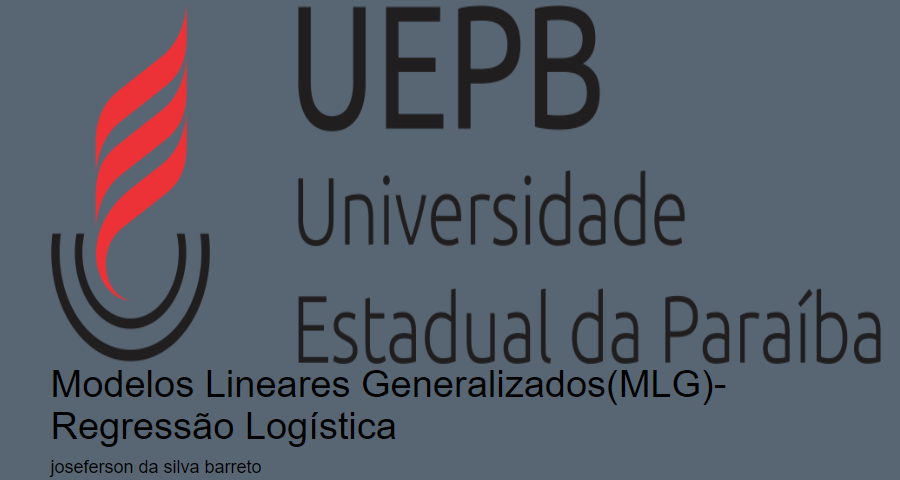 UEPB
Universidade
Estadual da Paraíba
Modelos Lineares Generalizados(MLG)-
Regressão Logística
joseferson da silva barreto